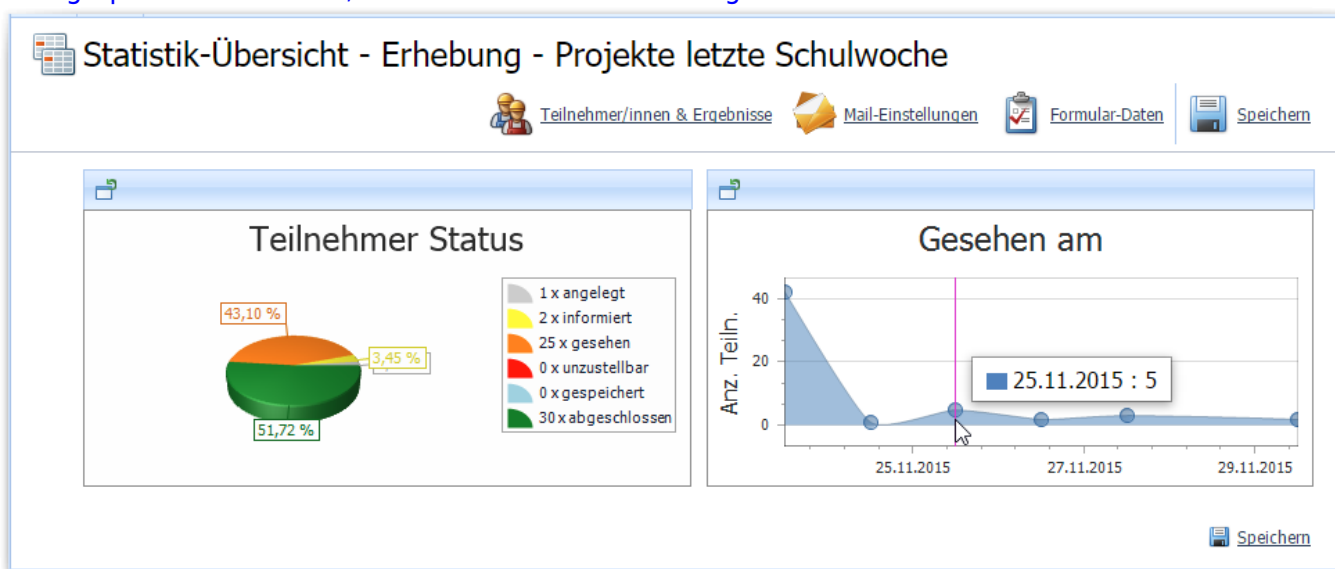 Statistik-Übersicht - Erhebung - Projekte letzte Schulwoche
Teilnehmer/innen & Ergebnisse Mail-Einstellungen Formular-Daten Speichern
Teilnehmer Status
43,10 %
3,45 %
51,72 %
1 x angelegt
2 x informiert
25 x gesehen
0 x unzustellbar
0 x gespeichert
30 x abgeschlossen
Gesehen am
Anz. Teiln.
40
20
0
25.11.2015 : 5
25.11.2015 27.11.2015 29.11.2015
Speichern